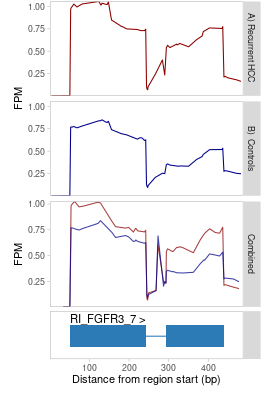 1.00
0.75
0.50
0.25
FPM
A) Recurrent HCC
1.00
0.75
0.50
0.25
FPM
B) Controls
1.00
0.75
0.50
0.25
FPM
Combined
RI_FGFR3_7 >
100 200 300 400
Distance from region start (bp)